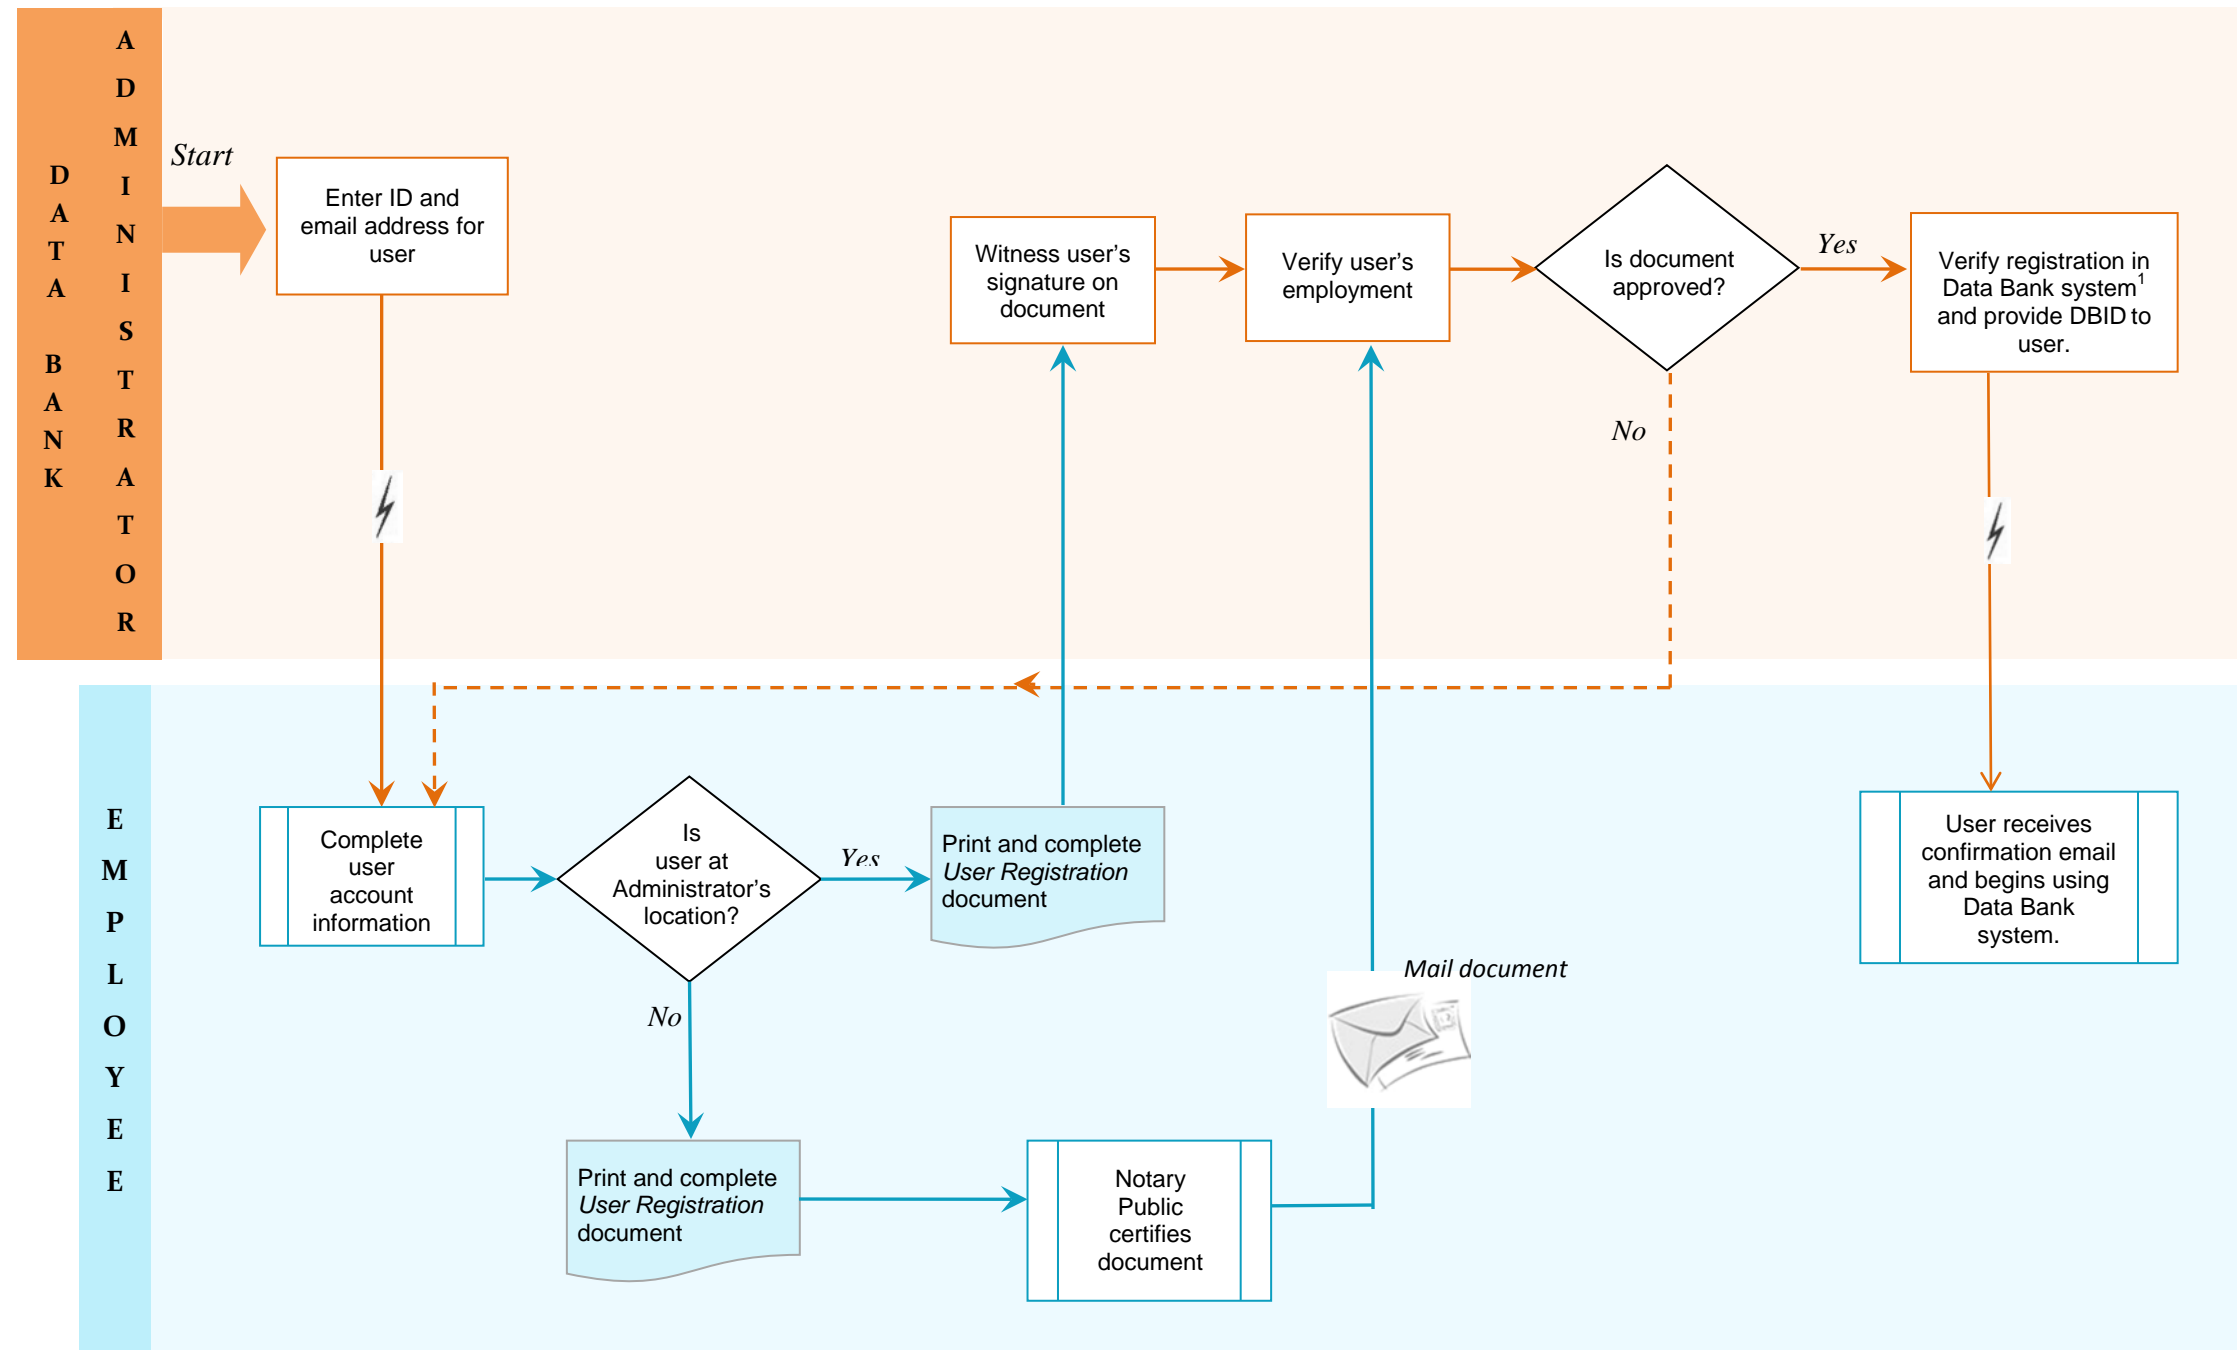 DATA BANK
ADMINISTRATOR
Start
Enter ID and
email address for
user
Witness user's
signature on
document
Verify user's
employment
Is document
approved?
Yes
Verify registration in
Data Bank system1
and provide DBID to
user.
No
EMPLOYEE
Complete
user
account
information
Is
user at
Administrator's
location?
Yes
Print and complete
User Registration
document
User receives
confirmation email
and begins using
Data Bank
system.
Mail document
No
Print and complete
User Registration
document
Notary
Public
certifies
document